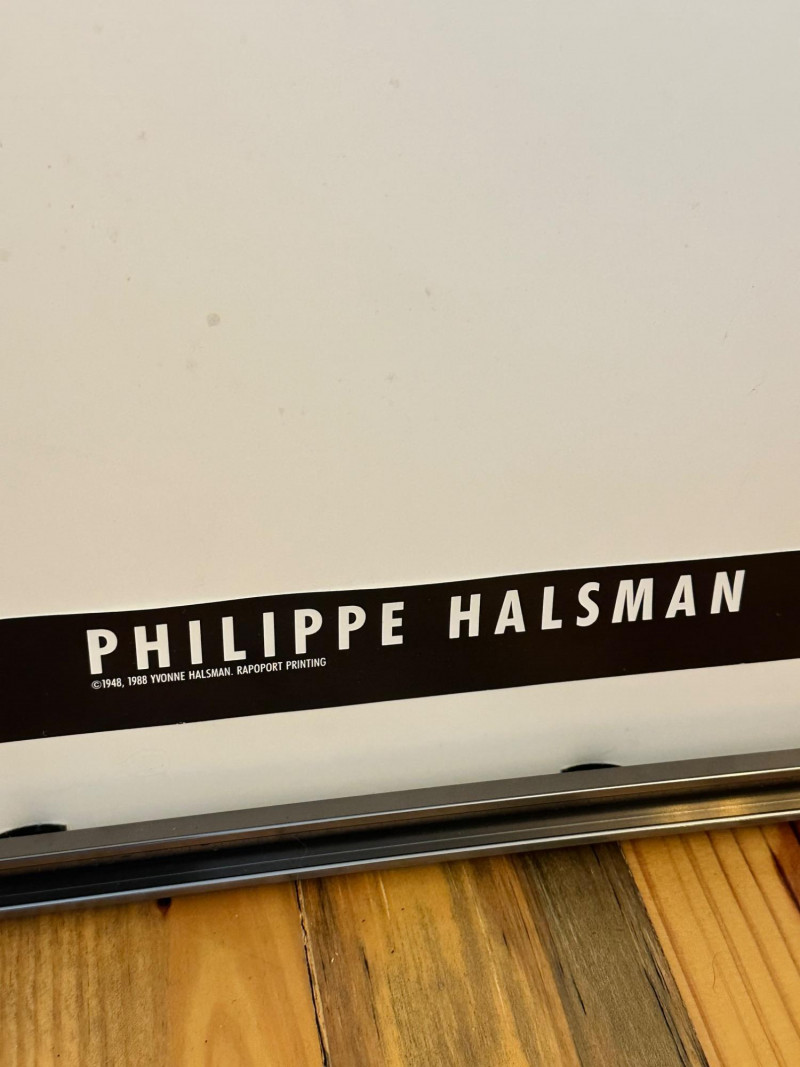 PHILIPPE HALSMAN
©1948, 1988 YVONNE HALSMAN. RAPOPORT PRINTING